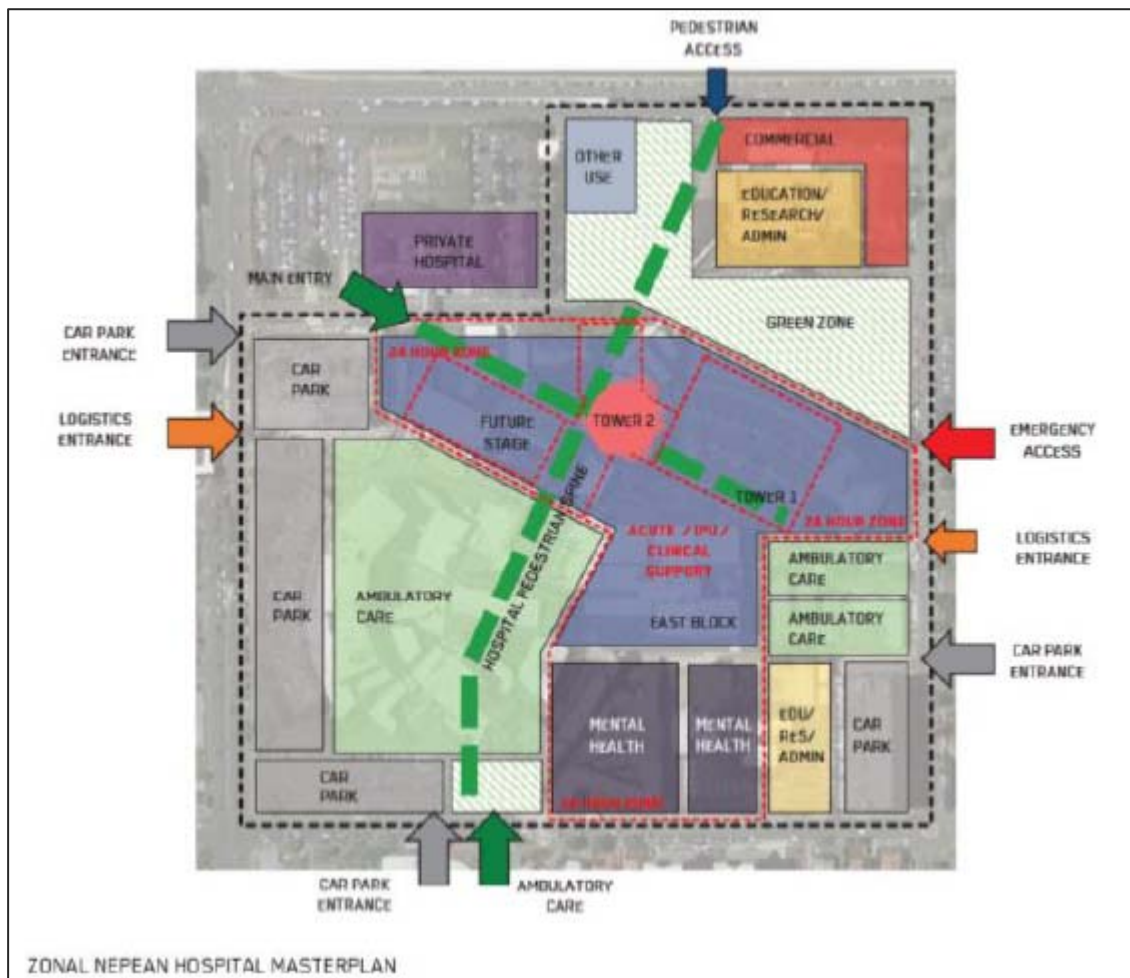 PEDESTRIAN
ACCESS
COMMERCIAL
OTHER
USE
EDUCATION/
RESEARCH/
ADMIN
PRIVATE
HOSPITAL
MAIN ENTRY
GREEN ZONE
CAR PARK
ENTRANCE
24 HOUR ZONE
CAR
PARK
TOWER 2
FUTURE
STAGE
LOGISTICS
ENTRANCE
EMERGENCY
ACCESS
TOWER 1
24 HOUR ZONE
ACUTE / IPU /
CLINICAL
SUPPORT
HOSPITAL PEDESTRIAN SPINE
LOGISTICS
ENTRANCE
AMBULATORY
CARE
CAR
PARK
AMBULATORY
CARE
EAST BLOCK
AMBULATORY
CARE
CAR PARK
ENTRANCE
MENTAL
HEALTH
MENTAL
HEALTH
EDU/
RES/
ADMIN
CAR
PARK
CAR
PARK
24 HOUR ZONE
CAR PARK
ENTRANCE
AMBULATORY
CARE
ZONAL NEPEAN HOSPITAL MASTERPLAN